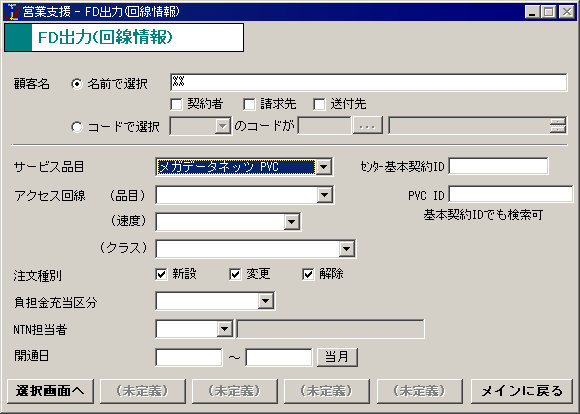 営業支援 - FD出力(回線情報)
FD出力(回線情報)
顧客名 名前で選択 %%
契約者 請求先 送付先
コードで選択 のコードが ...
サービス品目 メガデータネッツ PVC ｾﾝﾀｰ基本契約ID
アクセス回線 (品目) PVC ID
(速度) 基本契約IDでも検索可
(クラス)
注文種別 新設 変更 解除
負担金充当区分
NTN担当者
開通日 ～ 当月
選択画面へ (未定義) (未定義) (未定義) (未定義) メインに戻る